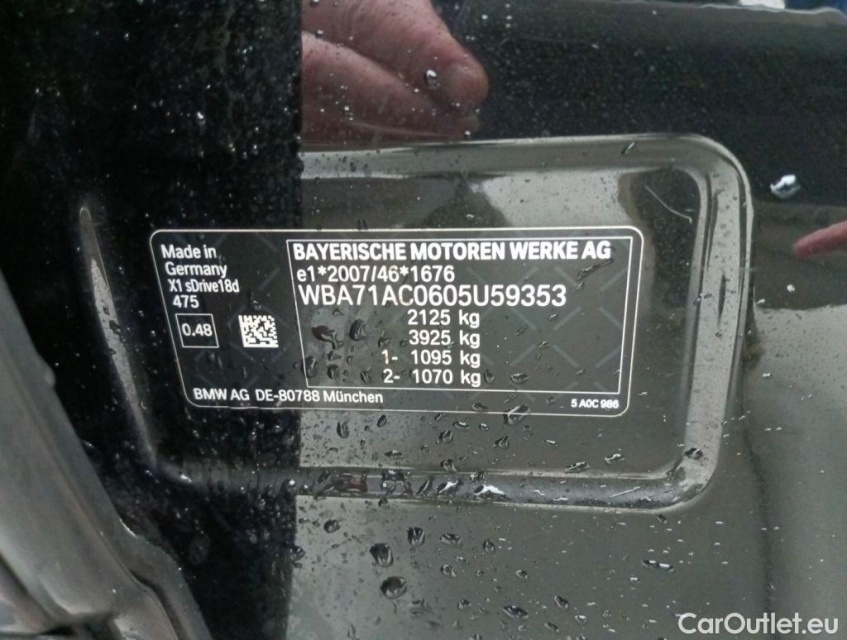 Made in
Germany
X1 sDrive18d
475
0.48
BAYERISCHE MOTOREN WERKE AG
e1*2007/46*1676
WBA71AC0605U59353
2125 kg
3925 kg
1- 1095 kg
2- 1070 kg
BMW AG DE-80788 München
5 A0C 986
CarOutlet.eu